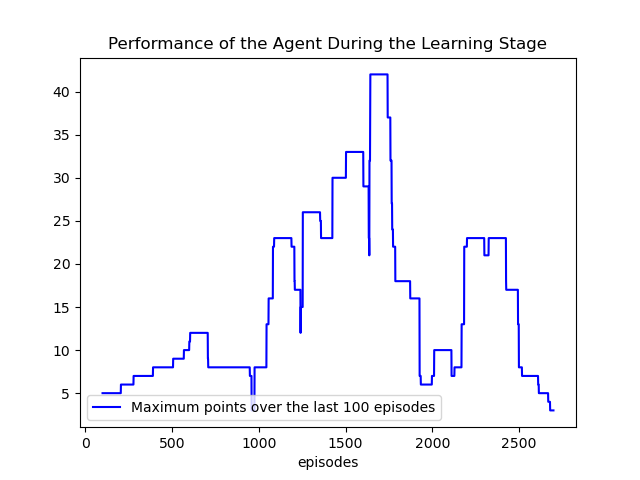 Performance of the Agent During the Learning Stage
40
35
30
25
20
15
10
5
Maximum points over the last 100 episodes
0 500 1000 1500 2000 2500
episodes